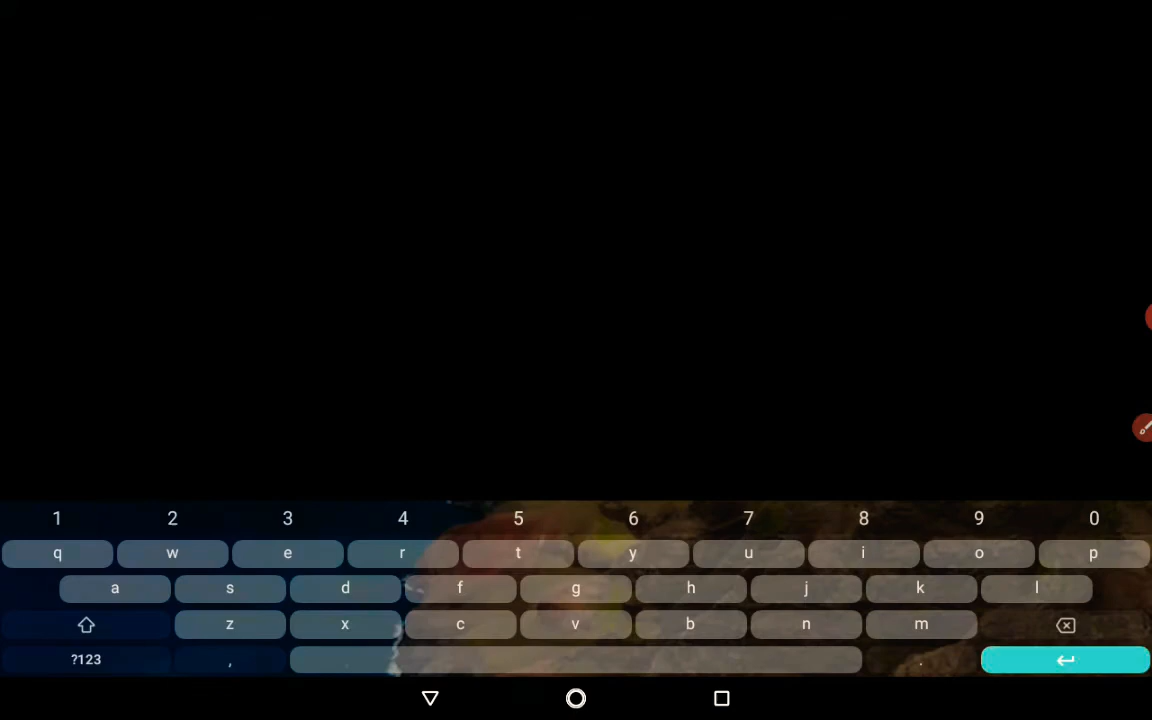 1 2 3 4 5 6 7 8 9 0
q w e r t y u i o p
a s d f g h j k l
z x c v b n m
?123 , .